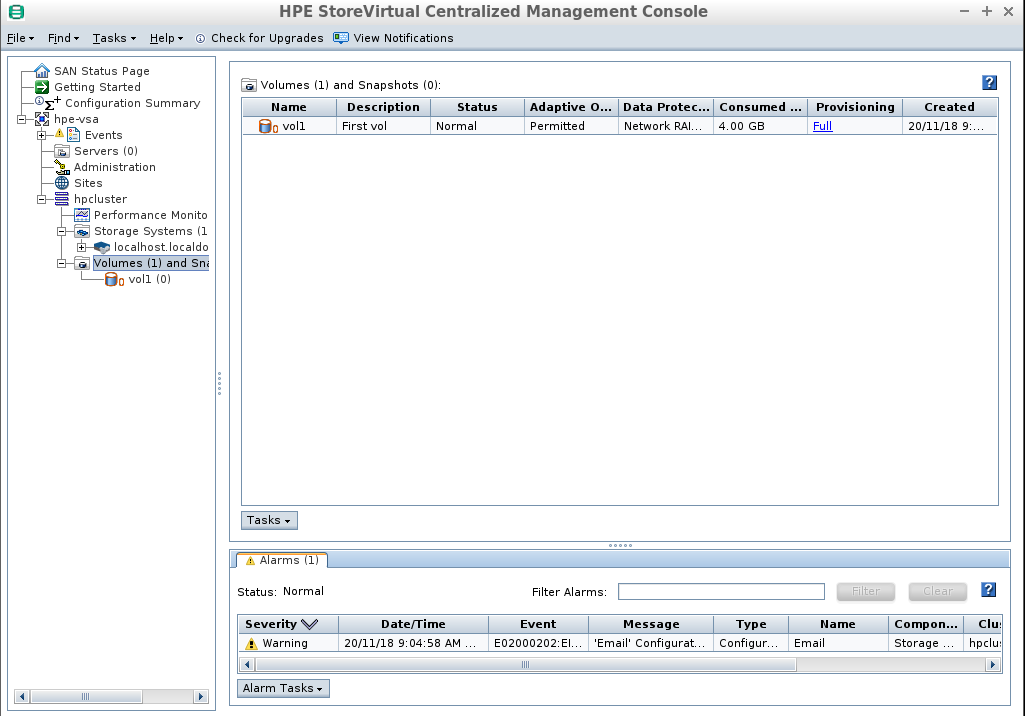 HPE StoreVirtual Centralized Management Console
File Find Tasks Help Check for Upgrades View Notifications
SAN Status Page
Getting Started
Configuration Summary
hpe-vsa
Events
Servers (0)
Administration
Sites
hpcluster
Performance Monito
Storage Systems (1
localhost.localdo
Volumes (1) and Sna
vol1 (0)
Volumes (1) and Snapshots (0):
Name Description Status Adaptive O... Data Protec... Consumed ... Provisioning Created
vol1 First vol Normal Permitted Network RAI... 4.00 GB Full 20/11/18 9:...
Tasks
Alarms (1)
Status: Normal Filter Alarms: Filter Clear
Severity Date/Time Event Message Type Name Compon... Clu
Warning 20/11/18 9:04:58 AM ... E02000202:EI... 'Email' Configurat... Configur... Email Storage ... hpclu
Alarm Tasks